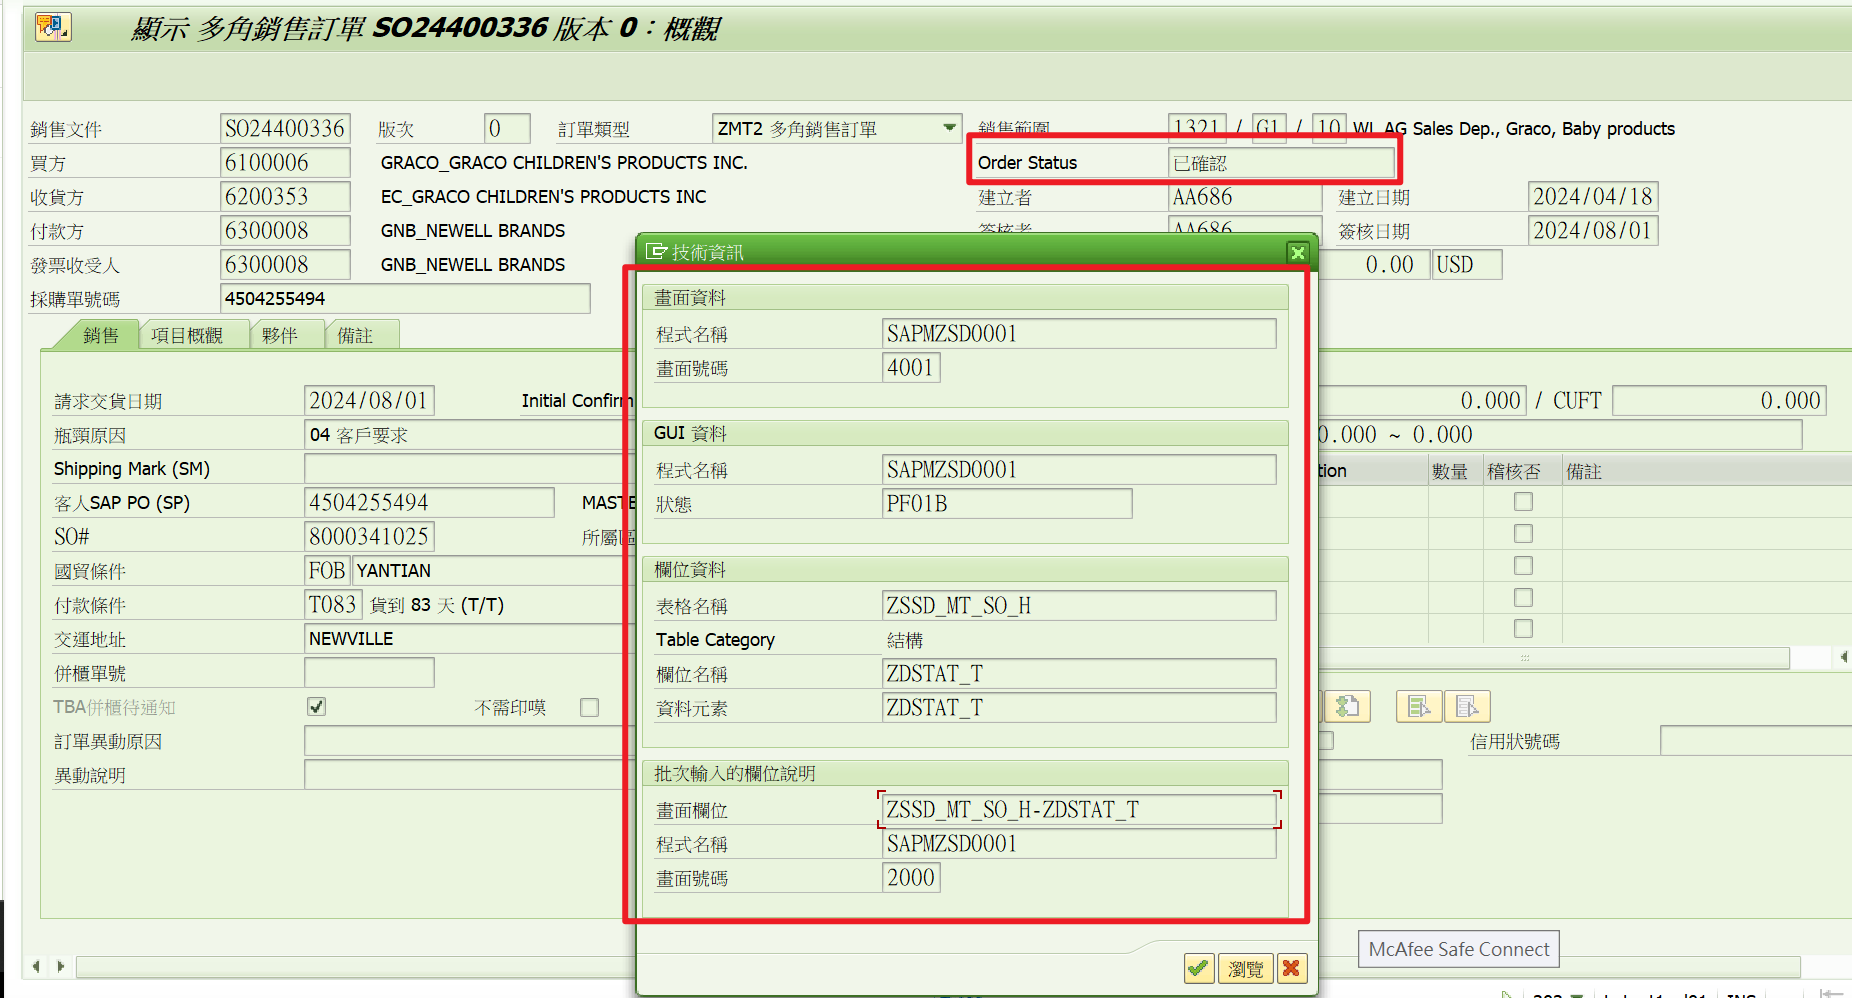 顯示 多角銷售訂單 SO24400336 版本 0：概觀
銷售文件 SO24400336 版次 0 訂單類型 ZMT2 多角銷售訂單 銷售範圍 1321 / G1 / 10 WI, AG Sales Dep., Graco, Baby products
買方 6100006 GRACO_GRACO CHILDREN'S PRODUCTS INC. Order Status 已確認
收貨方 6200353 EC_GRACO CHILDREN'S PRODUCTS INC 建立者 AA686 建立日期 2024/04/18
付款方 6300008 GNB_NEWELL BRANDS 簽核者 AA686 簽核日期 2024/08/01
發票收受人 6300008 GNB_NEWELL BRANDS 0.00 USD
採購單號碼 4504255494
銷售 項目概觀 夥伴 備註
請求交貨日期 2024/08/01 Initial Confirm 0.000 / CUFT 0.000
瓶頸原因 04 客戶要求 0.000 ~ 0.000
Shipping Mark (SM) tion 數量 稽核否 備註
客人SAP PO (SP) 4504255494 MASTE
SO# 8000341025 所屬區
國貿條件 FOB YANTIAN
付款條件 T083 貨到 83 天 (T/T)
交運地址 NEWVILLE
併櫃單號
TBA併櫃待通知 不需印嘜
訂單異動原因 信用狀號碼
異動說明
技術資訊
畫面資料
程式名稱 SAPMZSD0001
畫面號碼 4001
GUI 資料
程式名稱 SAPMZSD0001
狀態 PF01B
欄位資料
表格名稱 ZSSD_MT_SO_H
Table Category 結構
欄位名稱 ZDSTAT_T
資料元素 ZDSTAT_T
批次輸入的欄位說明
畫面欄位 ZSSD_MT_SO_H-ZDSTAT_T
程式名稱 SAPMZSD0001
畫面號碼 2000
瀏覽
McAfee Safe Connect